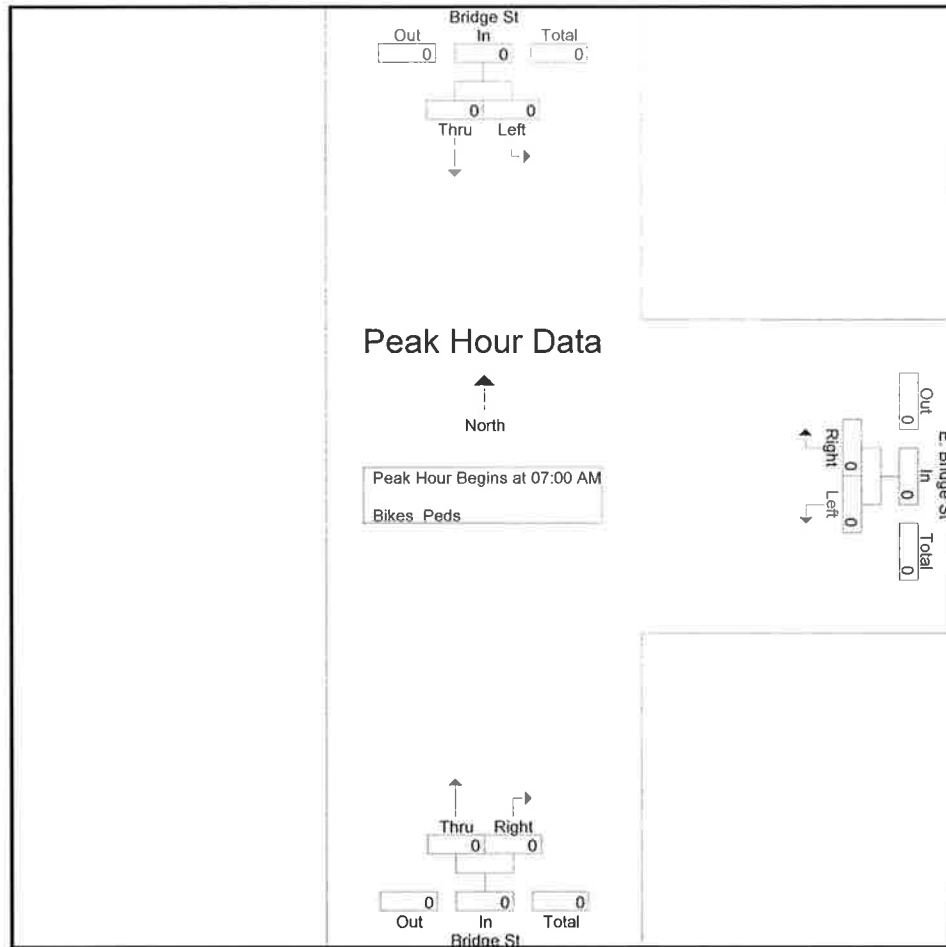 Bridge St
Out In Total
0 0 0
0 0
Thru Left
Peak Hour Data
North
Peak Hour Begins at 07:00 AM
Bikes Peds
E. Bridge St
Out In Total
0 0 0
Right Left
0 0
Thru Right
0 0
0 0 0
Out In Total
Bridge St